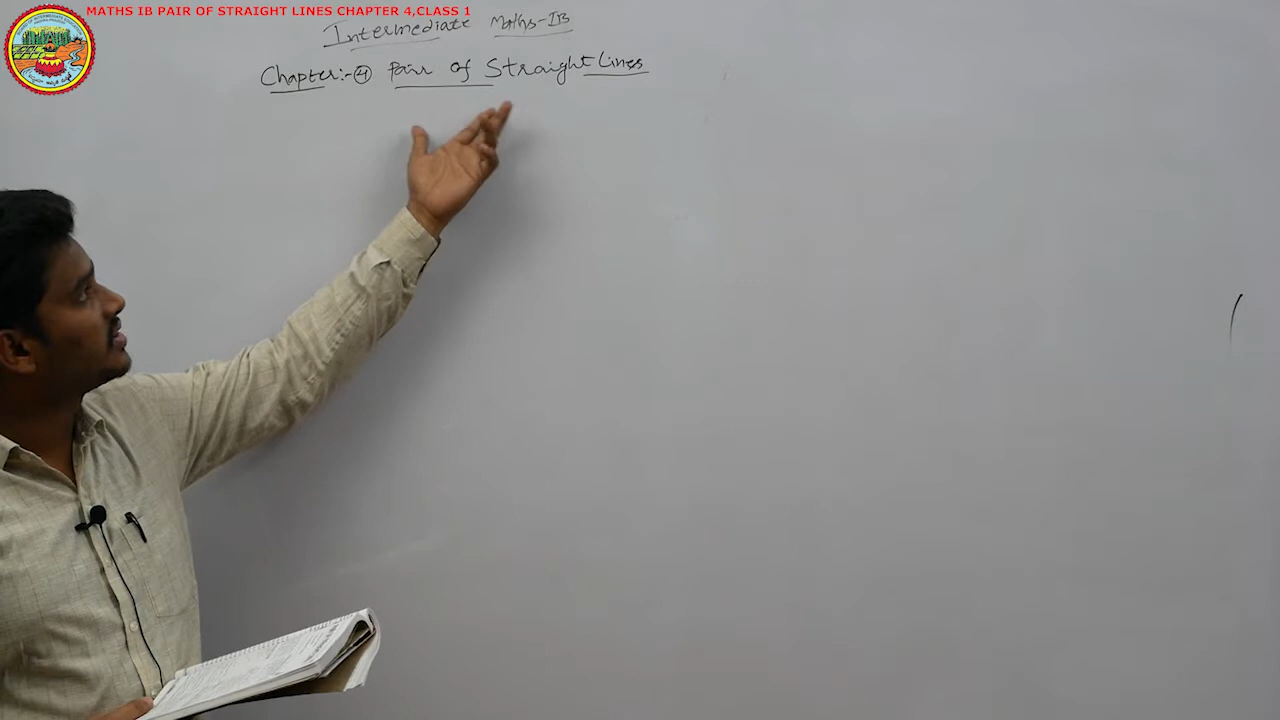 MATHS IB PAIR OF STRAIGHT LINES CHAPTER 4,CLASS 1
Intermediate Maths-IB
Chapter:-4 Pair of Straight Lines